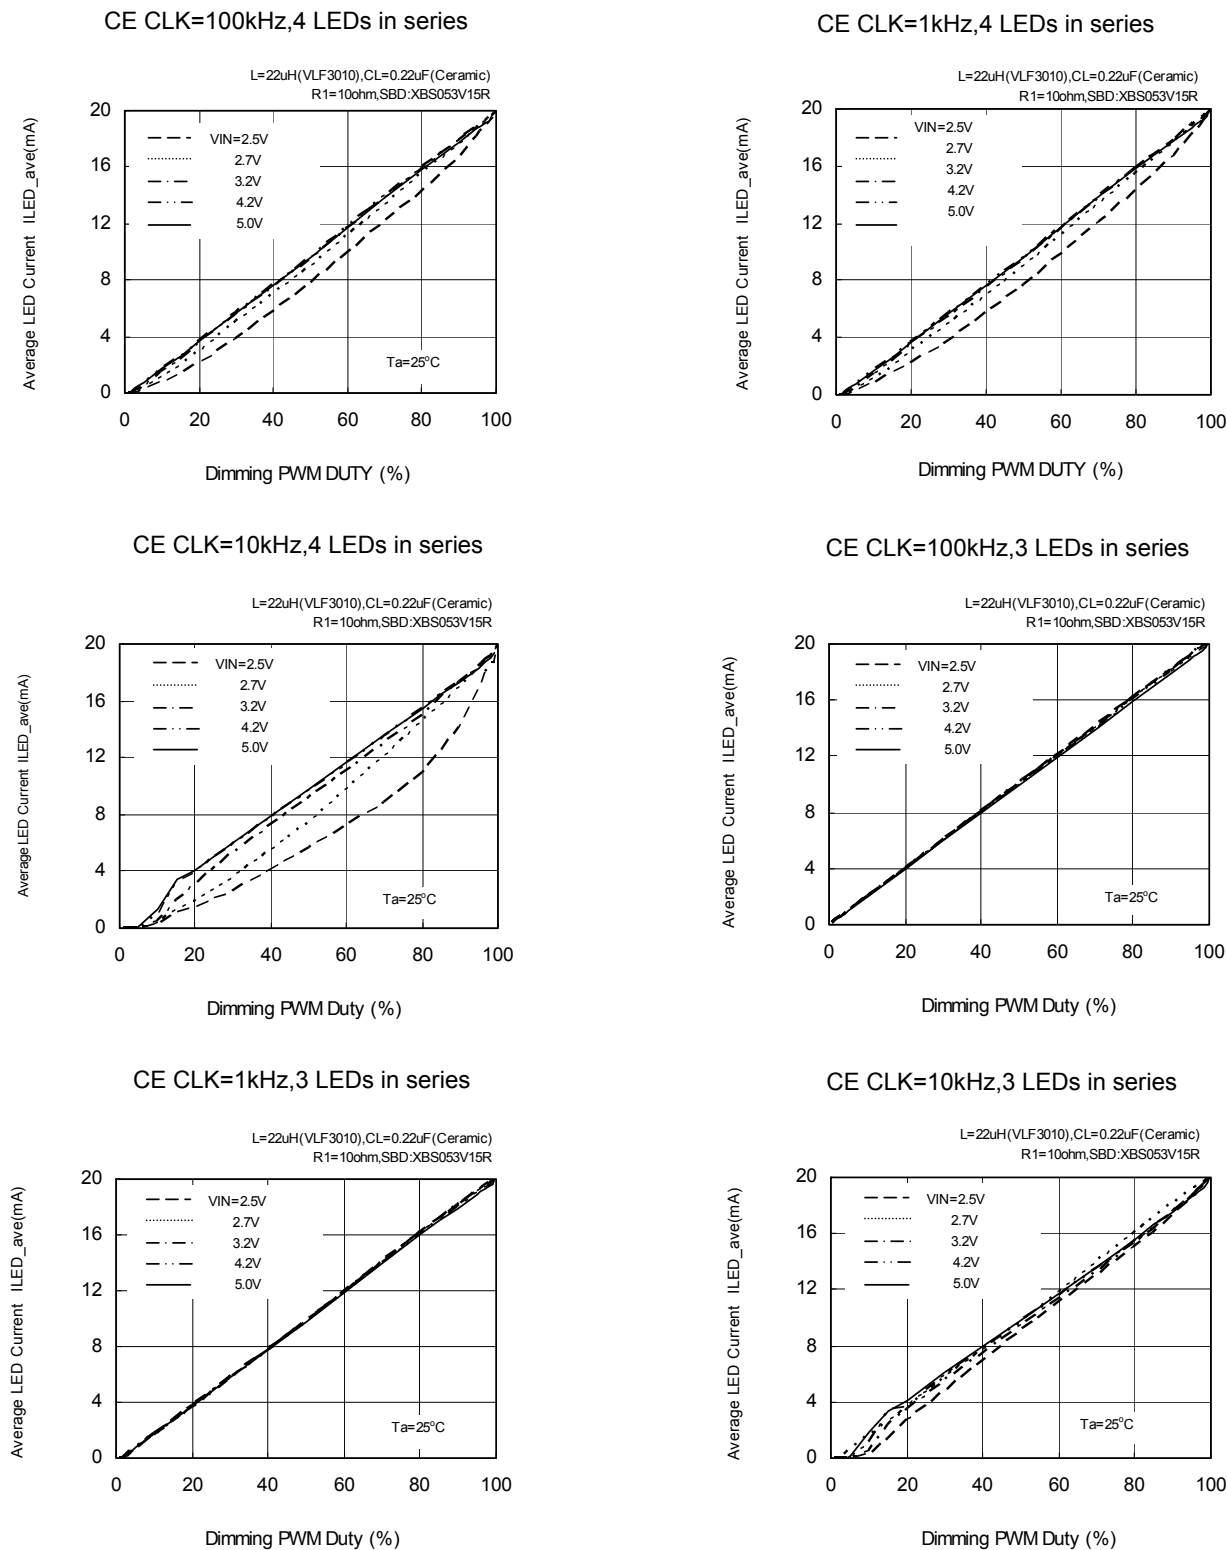 CE CLK=100kHz,4 LEDs in series
L=22uH(VLF3010),CL=0.22uF(Ceramic)
R1=10ohm,SBD:XBS053V15R
Average LED Current ILED_ave(mA)
20
16
12
8
4
0
VIN=2.5V
2.7V
3.2V
4.2V
5.0V
Ta=25°C
0 20 40 60 80 100
Dimming PWM DUTY (%)
CE CLK=1kHz,4 LEDs in series
L=22uH(VLF3010),CL=0.22uF(Ceramic)
R1=10ohm,SBD:XBS053V15R
Average LED Current ILED_ave(mA)
20
16
12
8
4
0
VIN=2.5V
2.7V
3.2V
4.2V
5.0V
0 20 40 60 80 100
Dimming PWM DUTY (%)
CE CLK=10kHz,4 LEDs in series
L=22uH(VLF3010),CL=0.22uF(Ceramic)
R1=10ohm,SBD:XBS053V15R
Average LED Current ILED_ave(mA)
20
16
12
8
4
0
VIN=2.5V
2.7V
3.2V
4.2V
5.0V
Ta=25°C
0 20 40 60 80 100
Dimming PWM Duty (%)
CE CLK=100kHz,3 LEDs in series
L=22uH(VLF3010),CL=0.22uF(Ceramic)
R1=10ohm,SBD:XBS053V15R
Average LED Current ILED_ave(mA)
20
16
12
8
4
0
VIN=2.5V
2.7V
3.2V
4.2V
5.0V
Ta=25°C
0 20 40 60 80 100
Dimming PWM Duty (%)
CE CLK=1kHz,3 LEDs in series
L=22uH(VLF3010),CL=0.22uF(Ceramic)
R1=10ohm,SBD:XBS053V15R
Average LED Current ILED_ave(mA)
20
16
12
8
4
0
VIN=2.5V
2.7V
3.2V
4.2V
5.0V
Ta=25°C
0 20 40 60 80 100
Dimming PWM Duty (%)
CE CLK=10kHz,3 LEDs in series
L=22uH(VLF3010),CL=0.22uF(Ceramic)
R1=10ohm,SBD:XBS053V15R
Average LED Current ILED_ave(mA)
20
16
12
8
4
0
VIN=2.5V
2.7V
3.2V
4.2V
5.0V
Ta=25°C
0 20 40 60 80 100
Dimming PWM Duty (%)